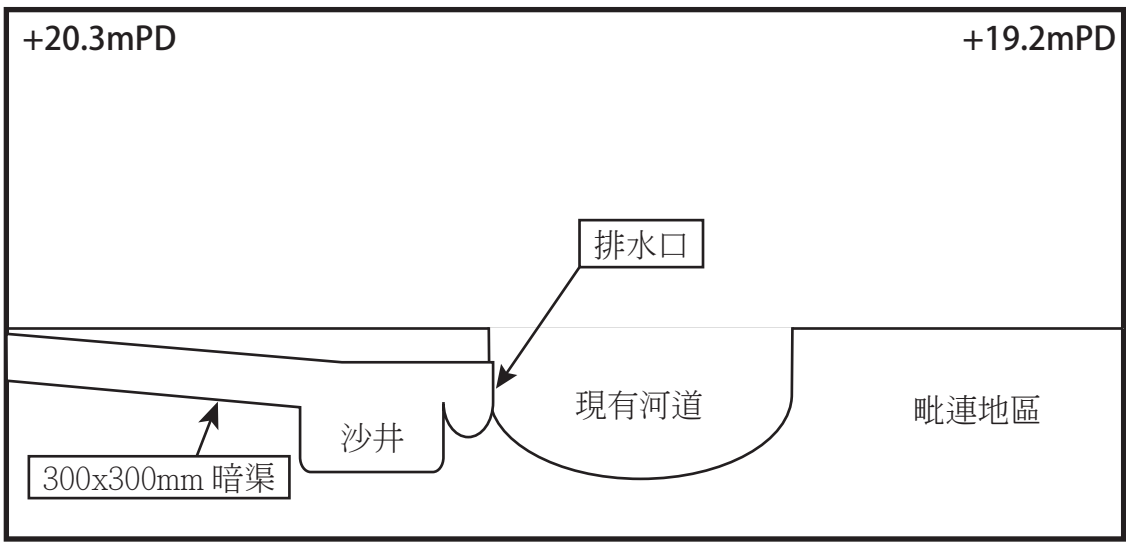 +20.3mPD
+19.2mPD
排水口
現有河道
毗連地區
沙井
300x300mm 暗渠